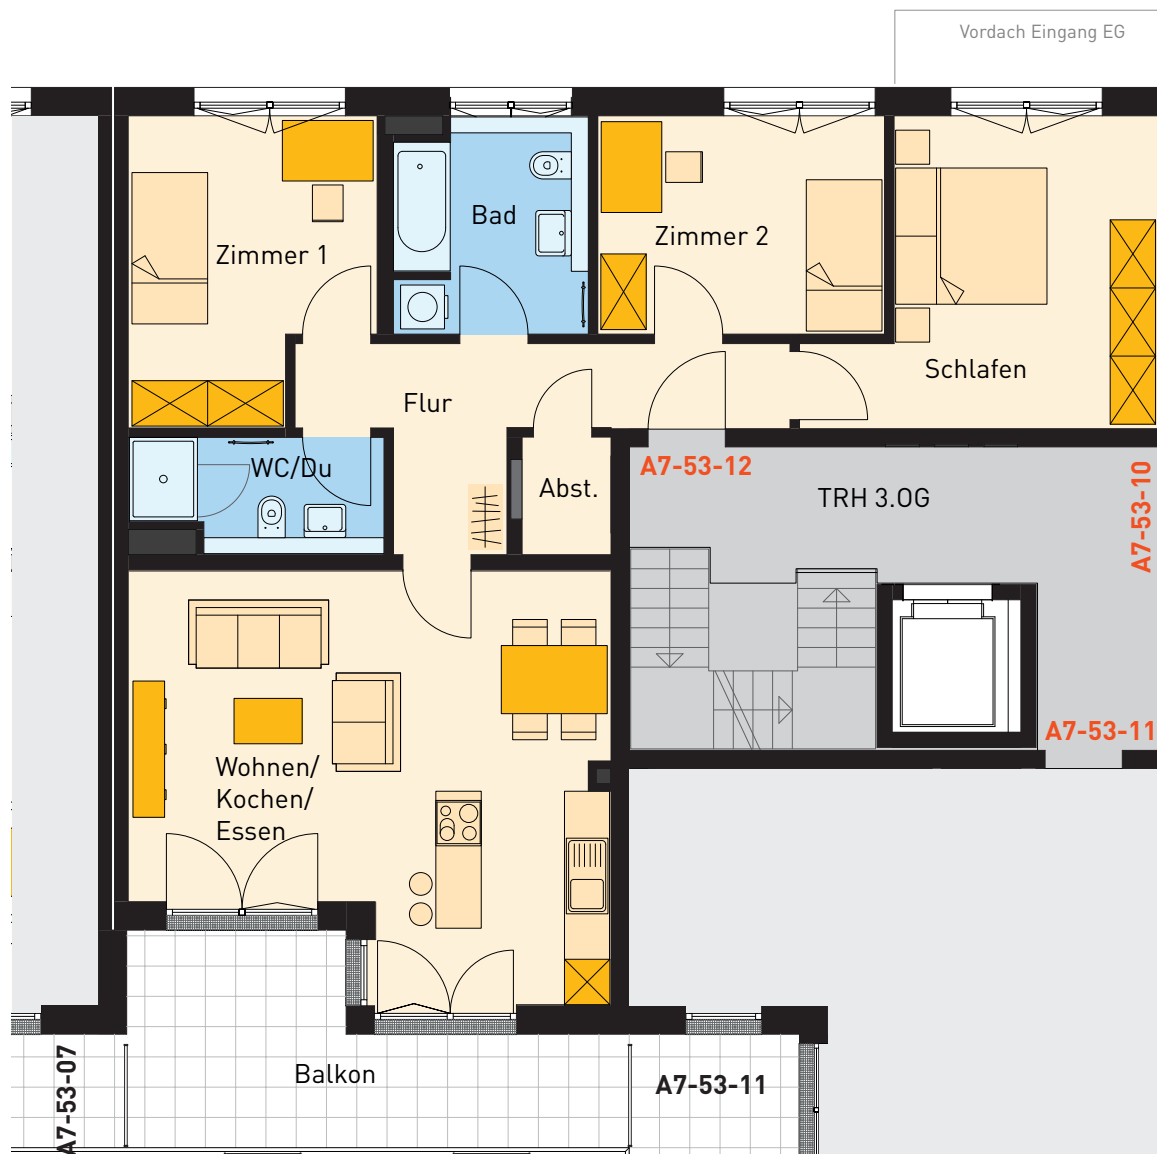 Vordach Eingang EG
Bad
Zimmer 2
Zimmer 1
Schlafen
Flur
A7-53-12
WC/Du
Abst.
TRH 3.OG
A7-53-10
A7-53-11
Wohnen/
Kochen/
Essen
Balkon
A7-53-11
A7-53-07